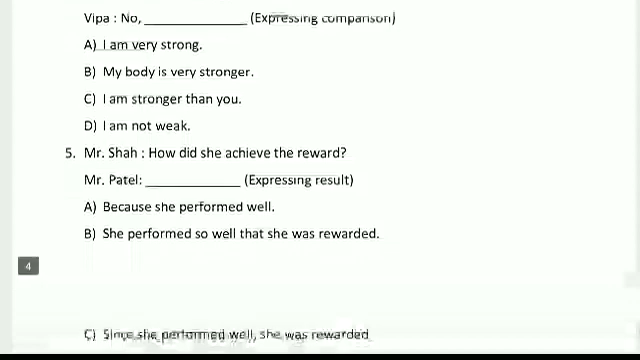 Vipa : No, ________________ (Expressing comparison)
A) I am very strong.
B) My body is very stronger.
C) I am stronger than you.
D) I am not weak.
5. Mr. Shah : How did she achieve the reward?
Mr. Patel: _______________ (Expressing result)
A) Because she performed well.
B) She performed so well that she was rewarded.
4
C) Since she performed well, she was rewarded